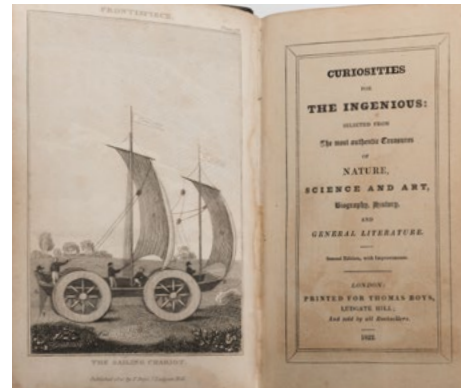 FRONTISPIECE.
THE SAILING CHARIOT.
CURIOSITIES
FOR
THE INGENIOUS:
SELECTED FROM
The most authentic Treasures
OF
NATURE,
SCIENCE AND ART,
Biography, History,
AND
GENERAL LITERATURE.
Second Edition, with Improvements.
LONDON:
PRINTED FOR THOMAS BOYS,
LUDGATE HILL;
And sold by all Booksellers.